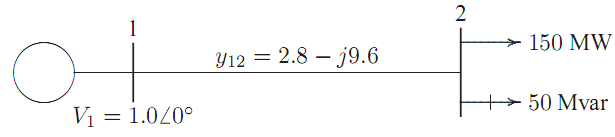 1
2
y₁₂ = 2.8 − j9.6
150 MW
50 Mvar
V₁ = 1.0∠0°